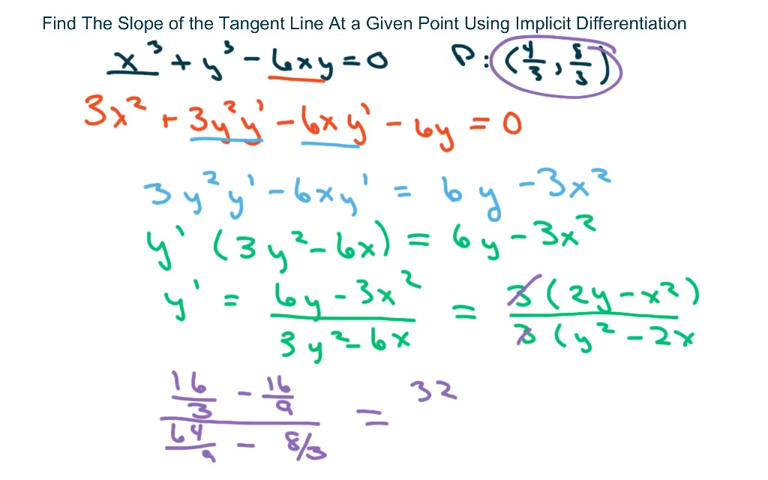 Find The Slope of the Tangent Line At a Given Point Using Implicit Differentiation
x³ + y³ - 6xy = 0 P: (4/3, 8/3)
3x² + 3y²y' - 6xy' - 6y = 0
3y²y' - 6xy' = 6y - 3x²
y' (3y² - 6x) = 6y - 3x²
y' = (6y - 3x²)/(3y² - 6x) = 3(2y - x²)/3(y² - 2x
(16/3 - 16/9)/(64/9 - 8/3) = 32